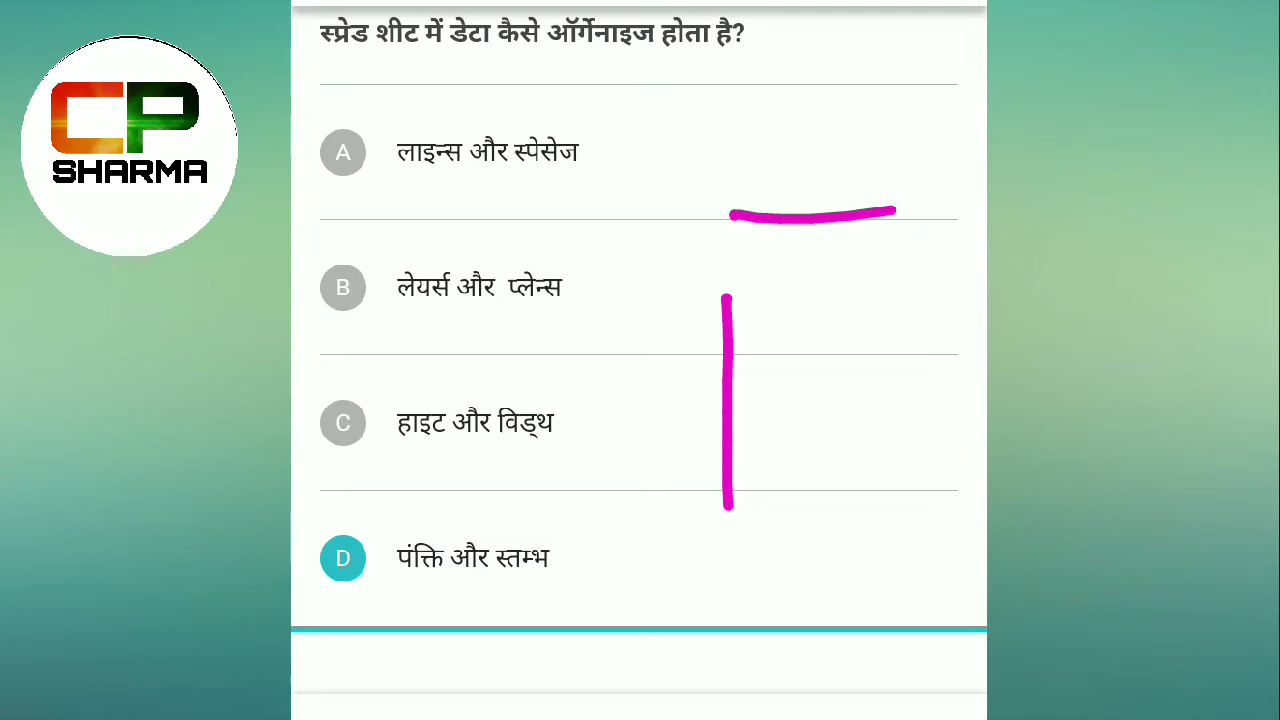 CP
SHARMA
स्प्रेड शीट में डेटा कैसे ऑर्गेनाइज होता है?
A लाइन्स और स्पेसेज
B लेयर्स और प्लेन्स
C हाइट और विड्थ
D पंक्ति और स्तम्भ